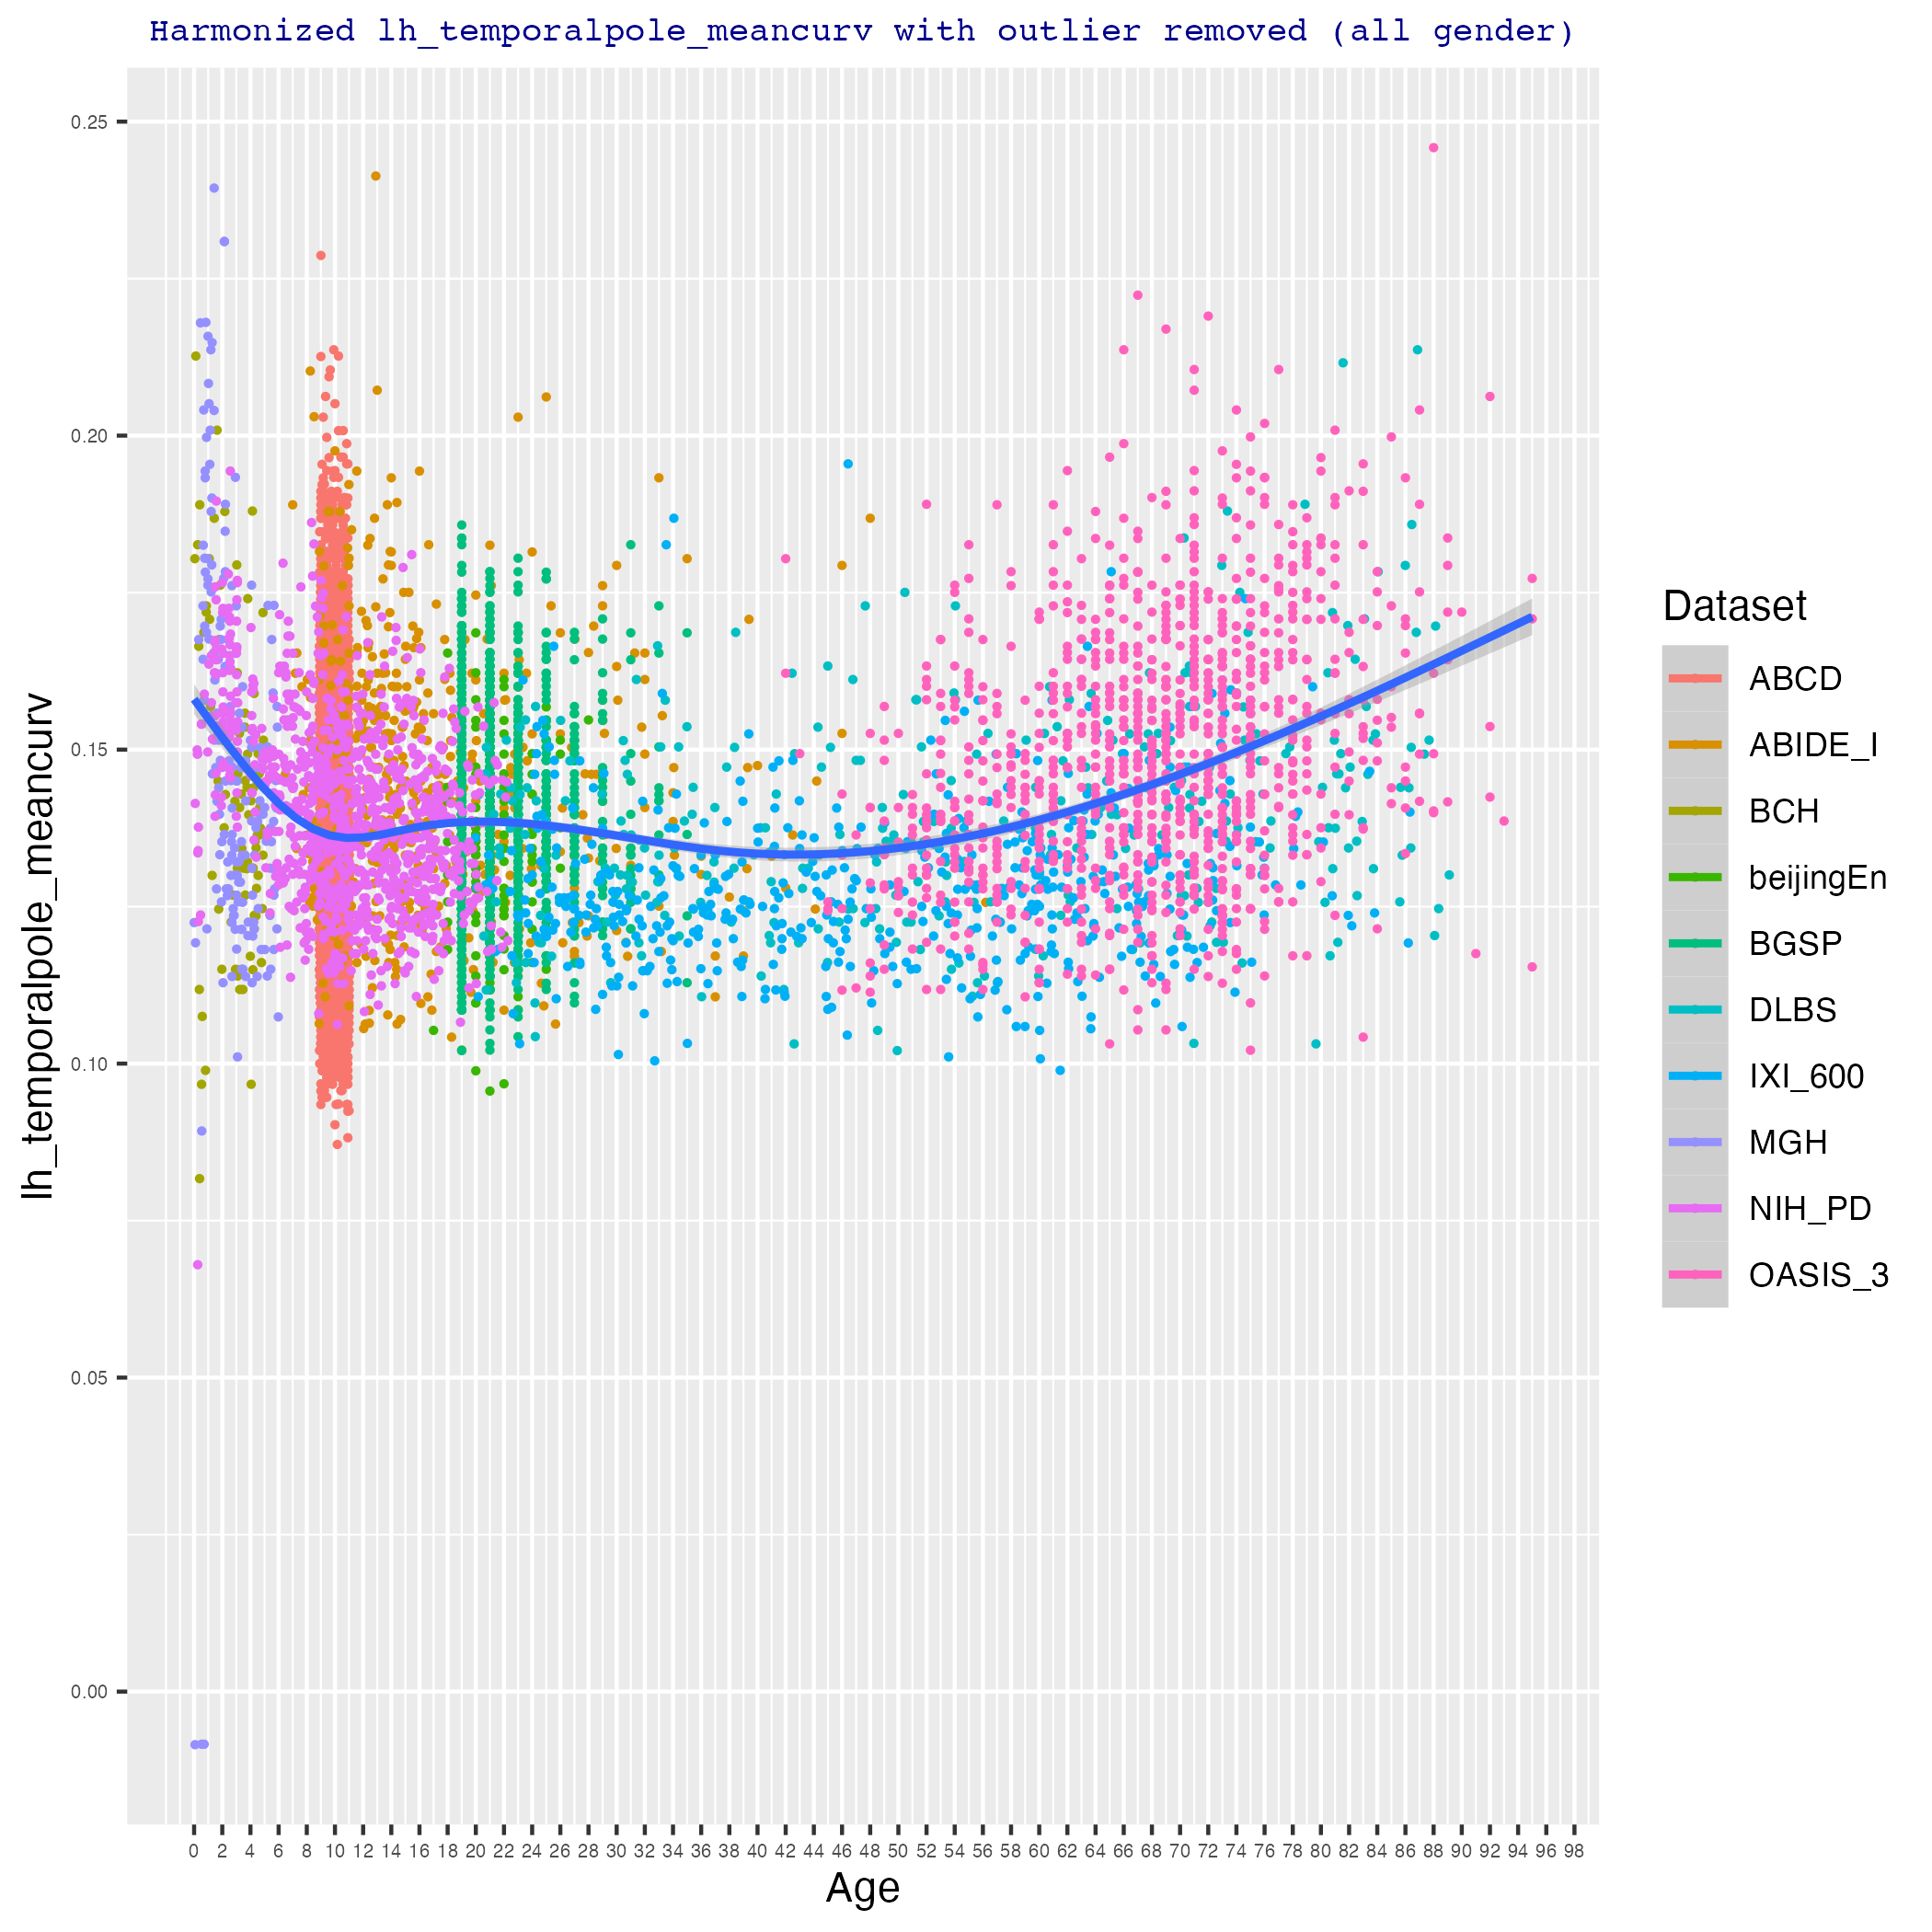 Harmonized lh_temporalpole_meancurv with outlier removed (all gender)
lh_temporalpole_meancurv
0.25
0.20
0.15
0.10
0.05
0.00
0 2 4 6 8 10 12 14 16 18 20 22 24 26 28 30 32 34 36 38 40 42 44 46 48 50 52 54 56 58 60 62 64 66 68 70 72 74 76 78 80 82 84 86 88 90 92 94 96 98
Age
Dataset
ABCD
ABIDE_I
BCH
beijingEn
BGSP
DLBS
IXI_600
MGH
NIH_PD
OASIS_3